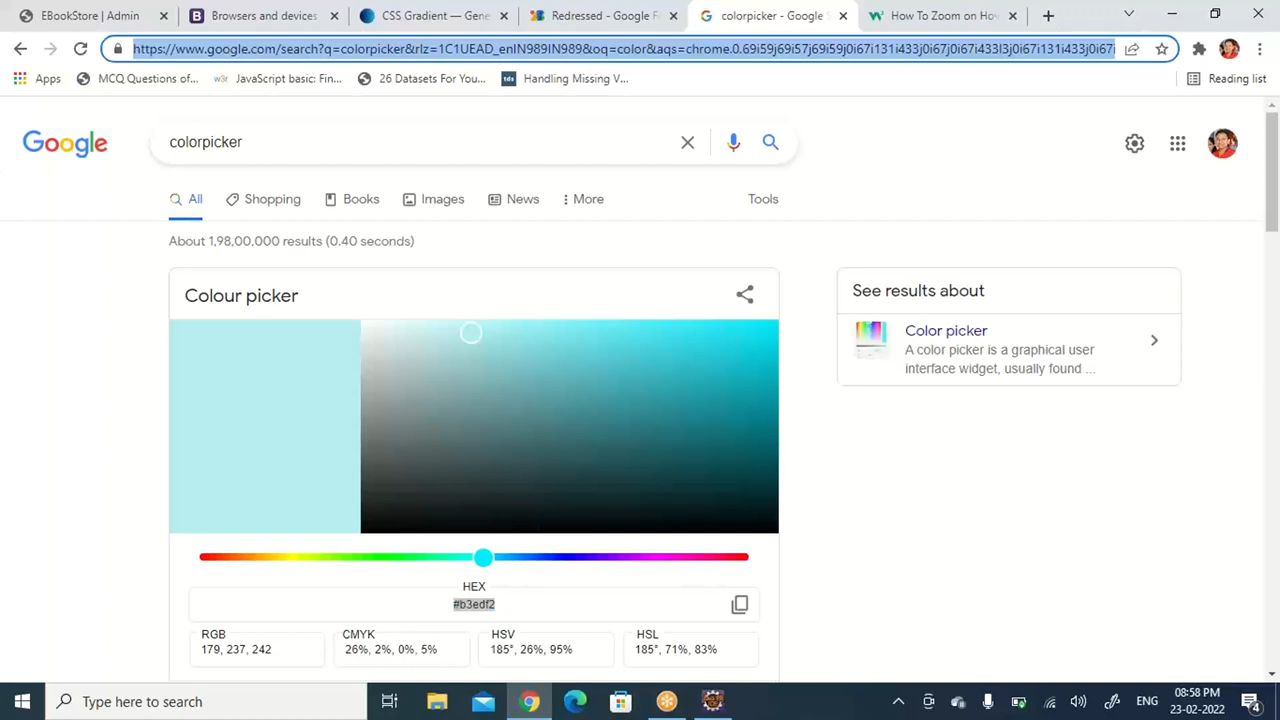 EBookStore | Admin
Browsers and devices
CSS Gradient — Gene
Redressed - Google F
colorpicker - Google S
How To Zoom on Hov
https://www.google.com/search?q=colorpicker&rlz=1C1UEAD_enIN989IN989&oq=color&aqs=chrome.0.69i59j69i57j69i59j0i67i131i433j0i67j0i67i433l3j0i67i131i433j0i67i
Apps
MCQ Questions of...
w3r
JavaScript basic: Fin...
26 Datasets For You...
tds
Handling Missing V...
Reading list
Google
colorpicker
All
Shopping
Books
Images
News
More
Tools
About 1,98,00,000 results (0.40 seconds)
Colour picker
See results about
Color picker
A color picker is a graphical user
interface widget, usually found ...
HEX
#b3edf2
RGB
179, 237, 242
CMYK
26%, 2%, 0%, 5%
HSV
185°, 26%, 95%
HSL
185°, 71%, 83%
Type here to search
ENG
08:58 PM
23-02-2022
4